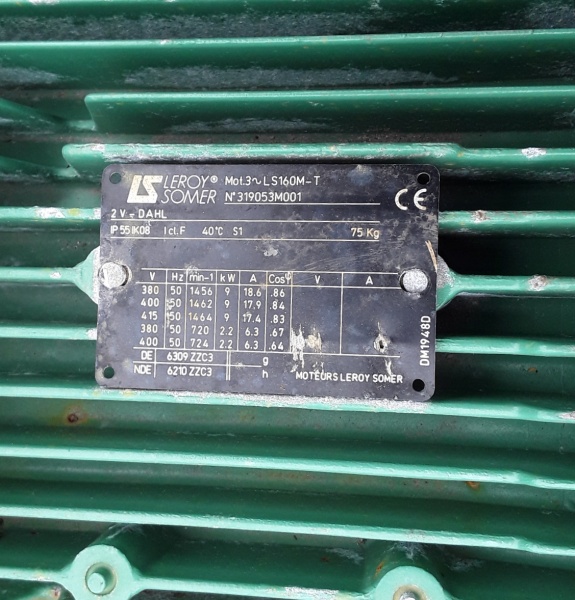 LS LEROY® SOMER Mot.3~ LS160M-T
N°319053M001
CE
2 V - DAHL
IP 55 IK08 I cl.F 40°C S1 75 Kg
V Hz min-1 kW A Cosφ V A
380 50 1456 9 18.6 .86
400 50 1462 9 17.9 .84
415 50 1464 9 17.4 .83
380 50 720 2.2 6.3 .67
400 50 724 2.2 6.3 .64
DE 6309 ZZC3 g
NDE 6210 ZZC3 h MOTEURS LEROY SOMER
DM1948D